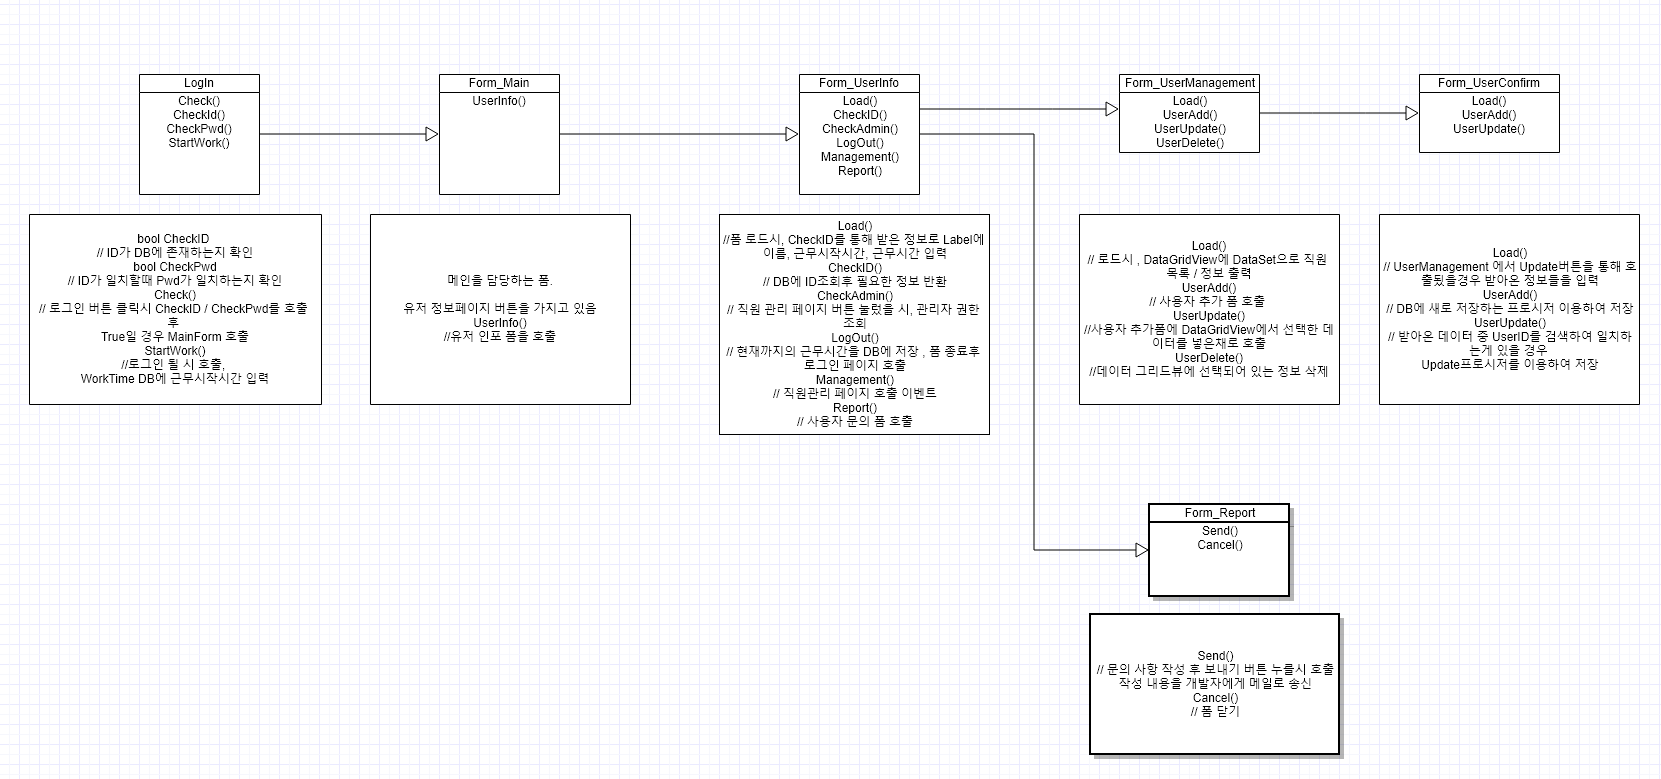 LogIn
Check()
CheckId()
CheckPwd()
StartWork()
Form_Main
UserInfo()
Form_UserInfo
Load()
CheckID()
CheckAdmin()
LogOut()
Management()
Report()
Form_UserManagement
Load()
UserAdd()
UserUpdate()
UserDelete()
Form_UserConfirm
Load()
UserAdd()
UserUpdate()
bool CheckID
// ID가 DB에 존재하는지 확인
bool CheckPwd
// ID가 일치할때 Pwd가 일치하는지 확인
Check()
// 로그인 버튼 클릭시 CheckID / CheckPwd를 호출
후
True일 경우 MainForm 호출
StartWork()
//로그인 될 시 호출,
WorkTime DB에 근무시작시간 입력
메인을 담당하는 폼.
유저 정보페이지 버튼을 가지고 있음
UserInfo()
//유저 인포 폼을 호출
Load()
//폼 로드시, CheckID를 통해 받은 정보로 Label에
이름, 근무시작시간, 근무시간 입력
CheckID()
// DB에 ID조회후 필요한 정보 반환
CheckAdmin()
// 직원 관리 페이지 버튼 눌렀을 시, 관리자 권한
조회
LogOut()
// 현재까지의 근무시간을 DB에 저장 , 폼 종료후
로그인 페이지 호출
Management()
// 직원관리 페이지 호출 이벤트
Report()
// 사용자 문의 폼 호출
Load()
// 로드시 , DataGridView에 DataSet으로 직원
목록 / 정보 출력
UserAdd()
// 사용자 추가 폼 호출
UserUpdate()
//사용자 추가폼에 DataGridView에서 선택한 데
이터를 넣은채로 호출
UserDelete()
//데이터 그리드뷰에 선택되어 있는 정보 삭제
Load()
// UserManagement 에서 Update버튼을 통해 호
출됬을경우 받아온 정보들을 입력
UserAdd()
// DB에 새로 저장하는 프로시저 이용하여 저장
UserUpdate()
// 받아온 데이터 중 UserID를 검색하여 일치하
는게 있을 경우
Update프로시저를 이용하여 저장
Form_Report
Send()
Cancel()
Send()
// 문의 사항 작성 후 보내기 버튼 누를시 호출
작성 내용을 개발자에게 메일로 송신
Cancel()
// 폼 닫기